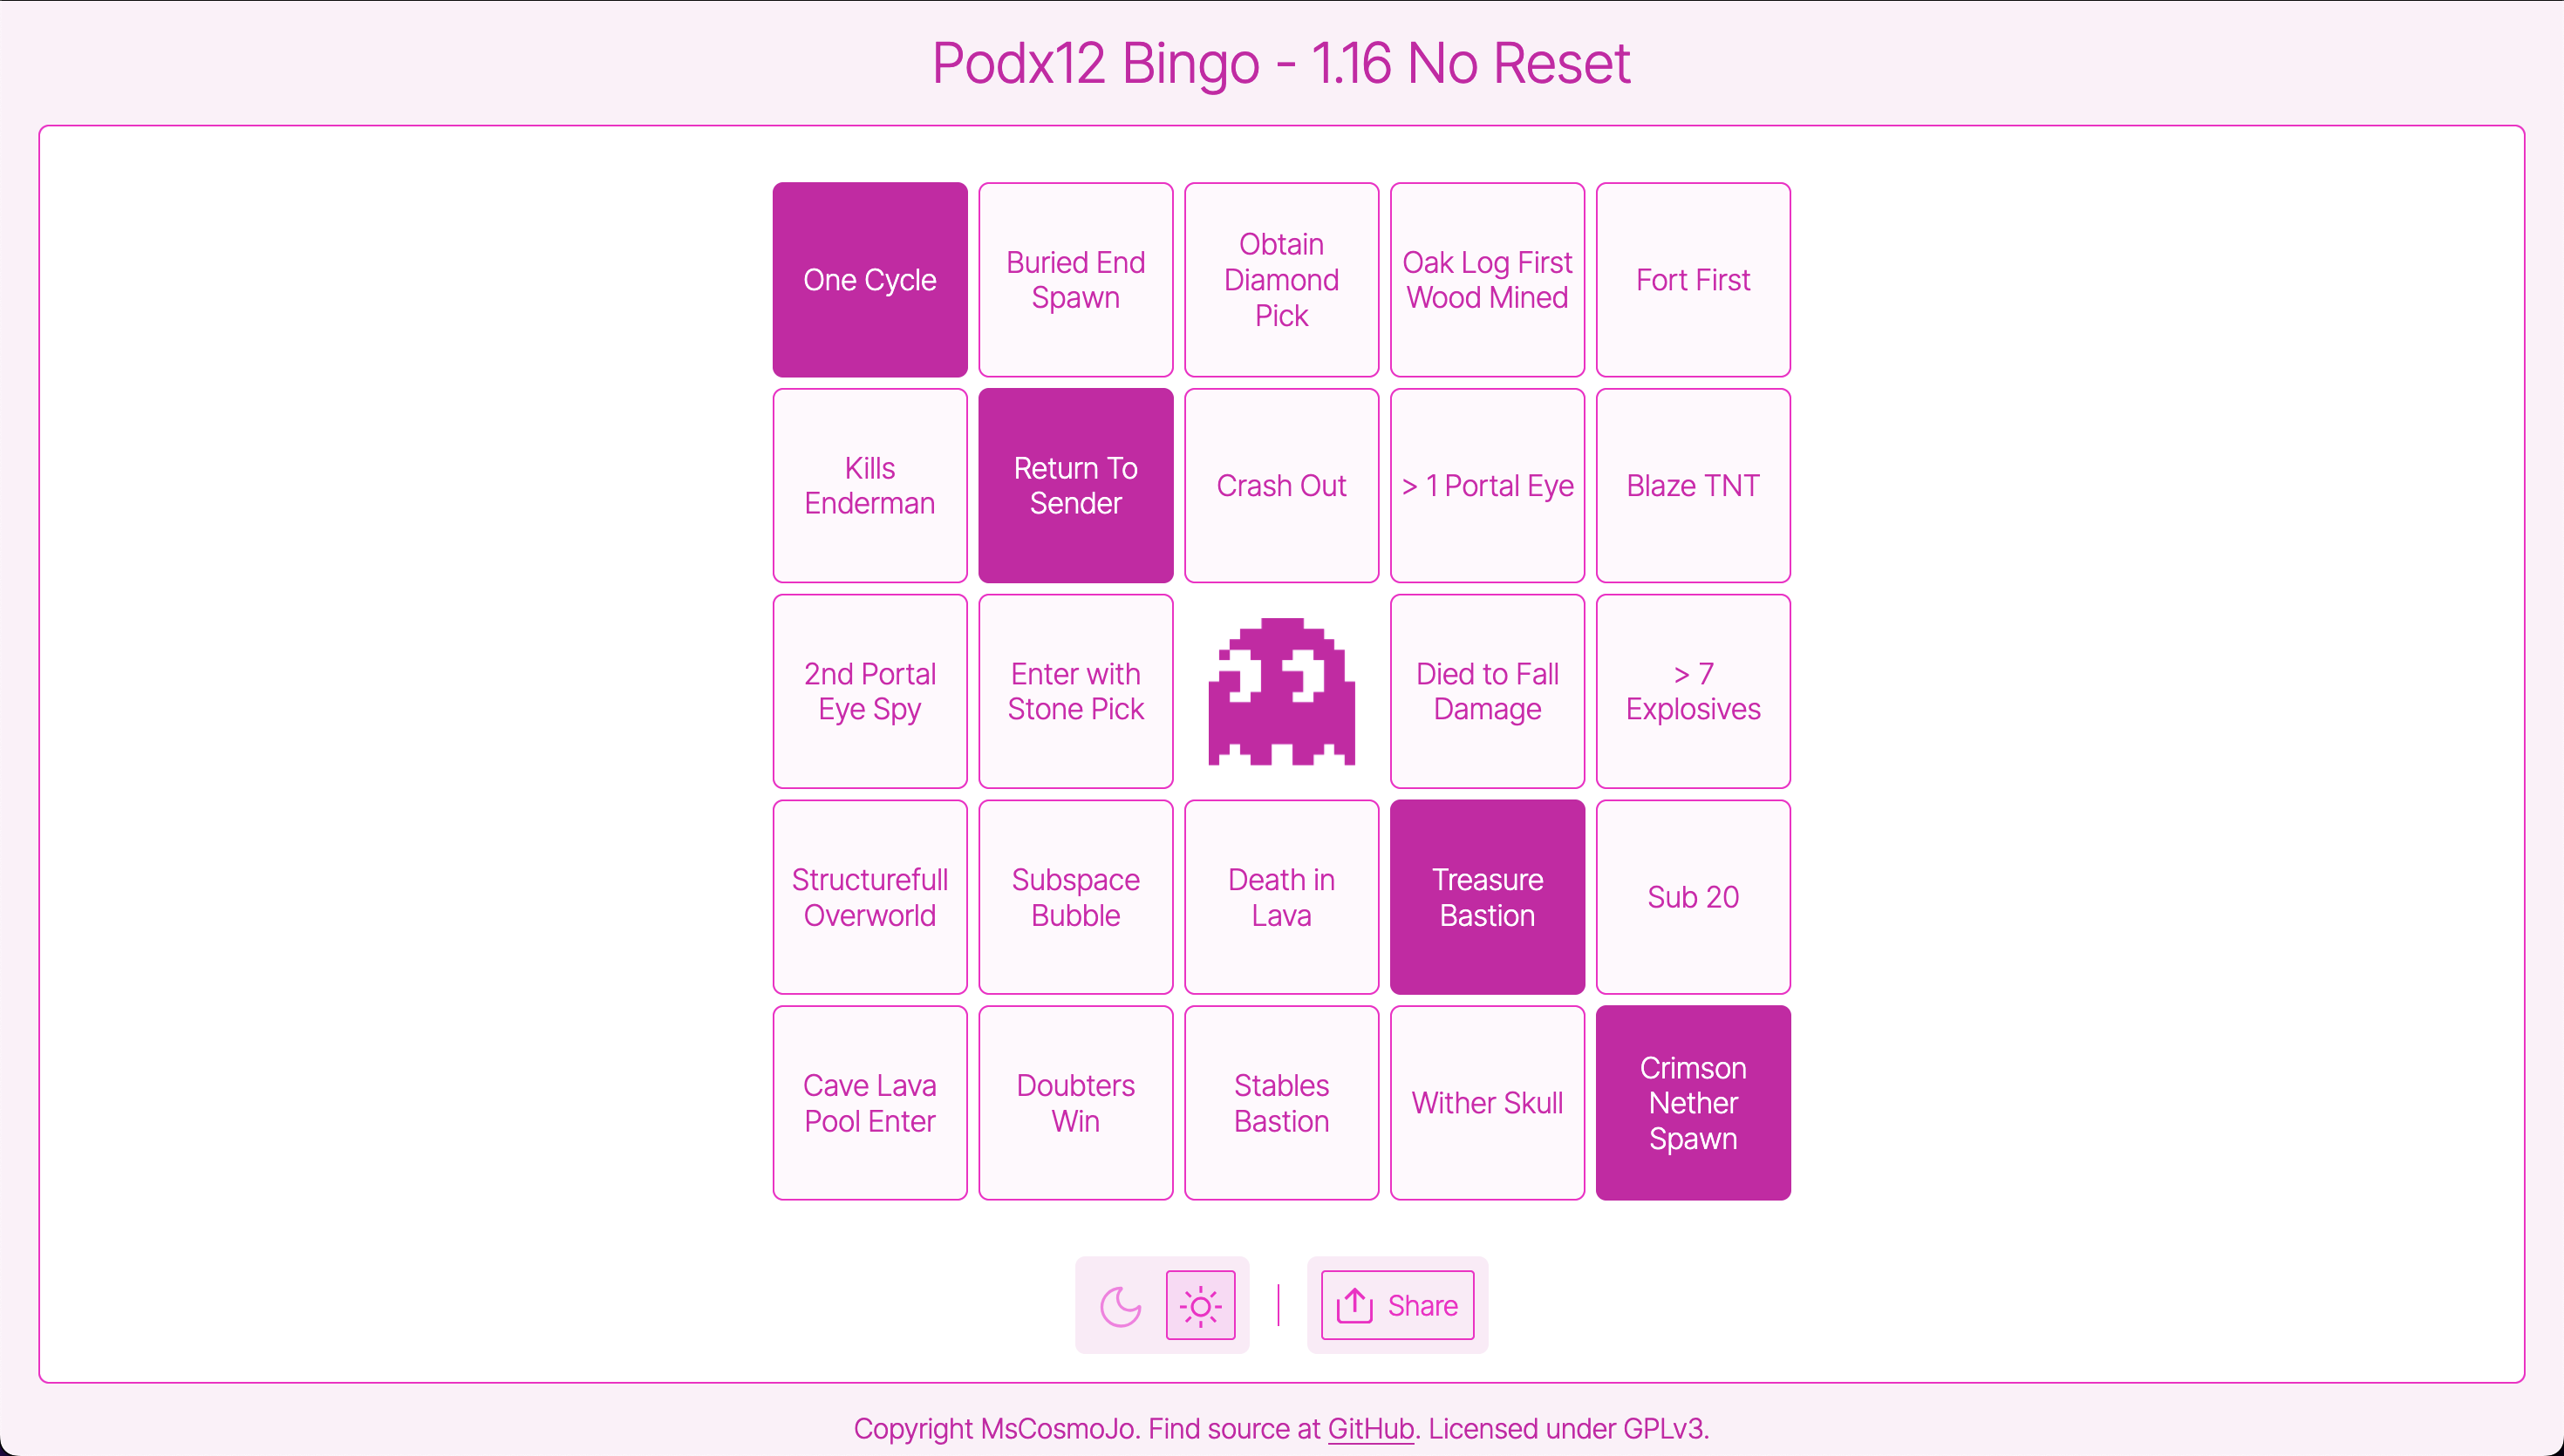 Podx12 Bingo - 1.16 No Reset
One Cycle
Buried End
Spawn
Obtain
Diamond
Pick
Oak Log First
Wood Mined
Fort First
Kills
Enderman
Return To
Sender
Crash Out
> 1 Portal Eye
Blaze TNT
2nd Portal
Eye Spy
Enter with
Stone Pick
Died to Fall
Damage
> 7
Explosives
Structurefull
Overworld
Subspace
Bubble
Death in
Lava
Treasure
Bastion
Sub 20
Cave Lava
Pool Enter
Doubters
Win
Stables
Bastion
Wither Skull
Crimson
Nether
Spawn
Share
Copyright MsCosmoJo. Find source at GitHub. Licensed under GPLv3.